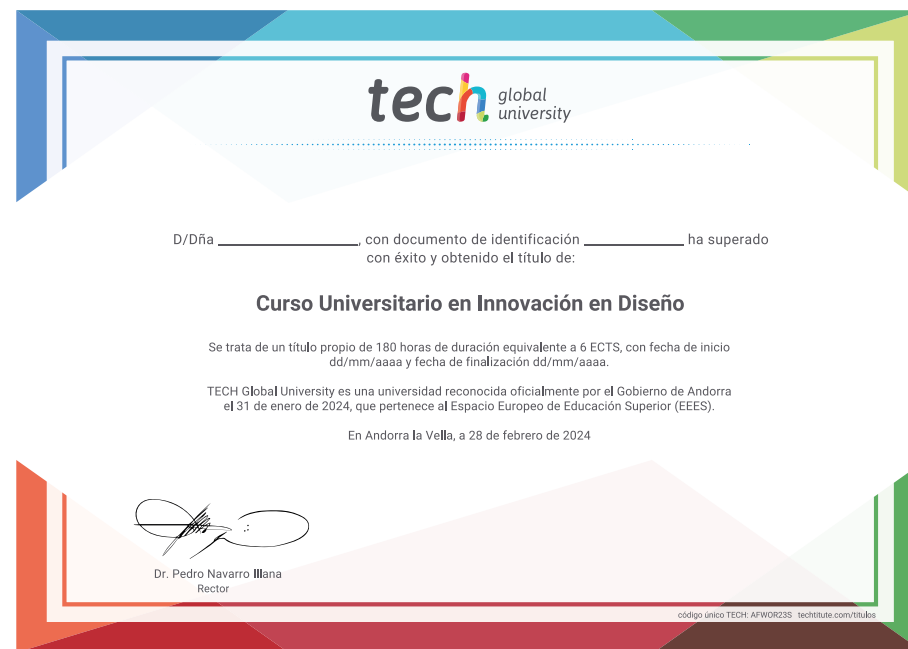 tech global university
D/Dña ____________________, con documento de identificación ______________ ha superado
con éxito y obtenido el título de:
Curso Universitario en Innovación en Diseño
Se trata de un título propio de 180 horas de duración equivalente a 6 ECTS, con fecha de inicio
dd/mm/aaaa y fecha de finalización dd/mm/aaaa.
TECH Global University es una universidad reconocida oficialmente por el Gobierno de Andorra
el 31 de enero de 2024, que pertenece al Espacio Europeo de Educación Superior (EEES).
En Andorra la Vella, a 28 de febrero de 2024
Dr. Pedro Navarro Illana
Rector
código único TECH: AFWOR23S techtitute.com/titulos